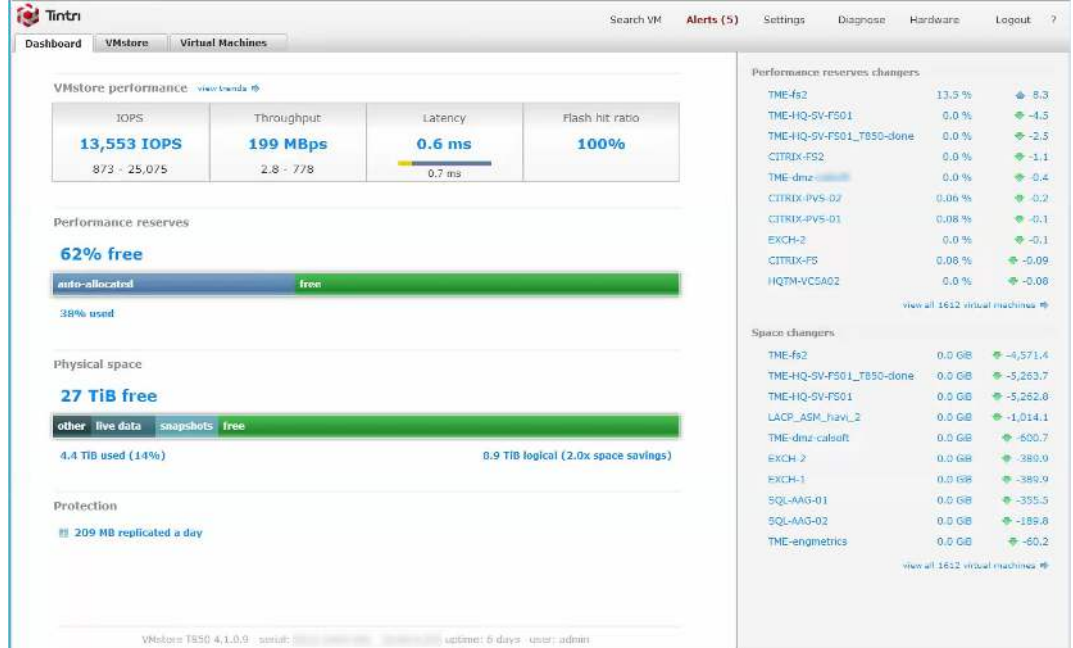 Tintri
Search VM Alerts (5) Settings Diagnose Hardware Logout ?
Dashboard VMstore Virtual Machines
VMstore performance view trends
IOPS Throughput Latency Flash hit ratio
13,553 IOPS 199 MBps 0.6 ms 100%
873 - 25,075 2.8 - 778 0.7 ms
Performance reserves
62% free
auto-allocated free
38% used
Physical space
27 TiB free
other live data snapshots free
4.4 TiB used (14%) 8.9 TiB logical (2.0x space savings)
Protection
209 MB replicated a day
VMstore T850 4.1.0.9 serial: uptime: 6 days user: admin
Performance reserves changers
TME-fs2 13.5 % 8.3
TME-HQ-SV-FS01 0.0 % -4.5
TME-HQ-SV-FS01_T850-clone 0.0 % -2.5
CITRIX-FS2 0.0 % -1.1
TME-dmz- 0.0 % -0.4
CITRIX-PVS-02 0.06 % -0.2
CITRIX-PVS-01 0.08 % -0.1
EXCH-2 0.0 % -0.1
CITRIX-FS 0.08 % -0.09
HQTM-VCSA02 0.0 % -0.08
view all 1612 virtual machines
Space changers
TME-fs2 0.0 GiB -4,571.4
TME-HQ-SV-FS01_T850-clone 0.0 GiB -5,263.7
TME-HQ-SV-FS01 0.0 GiB -5,262.8
LACP_ASM_havi_2 0.0 GiB -1,014.1
TME-dmz-calsoft 0.0 GiB -600.7
EXCH-2 0.0 GiB -389.9
EXCH-1 0.0 GiB -389.9
SQL-AAG-01 0.0 GiB -355.5
SQL-AAG-02 0.0 GiB -189.8
TME-engmetrics 0.0 GiB -60.2
view all 1612 virtual machines